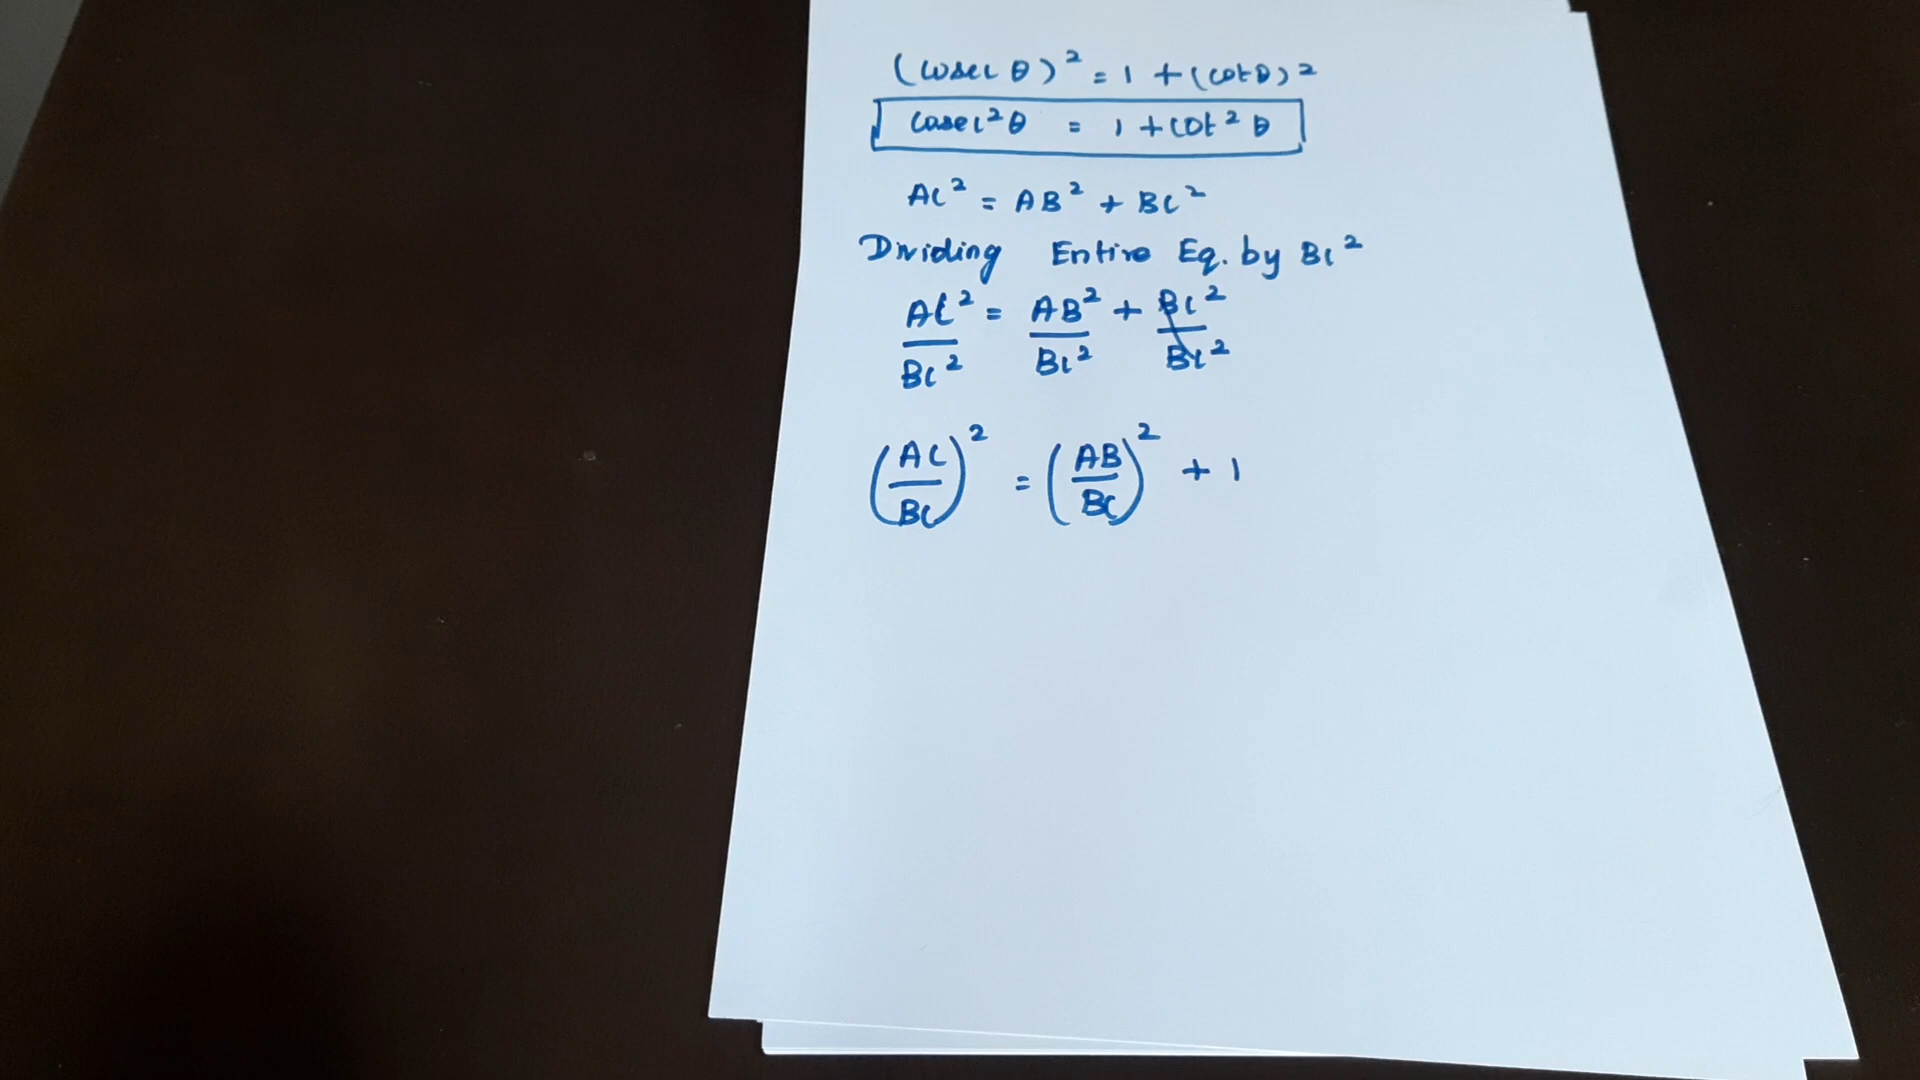 (cosec θ)² = 1 + (cot θ)²
cosec²θ = 1 + cot² θ
AC² = AB² + BC²
Dividing Entire Eq. by BC²
AC²/BC² = AB²/BC² + BC²/BC²
(AC/BC)² = (AB/BC)² + 1